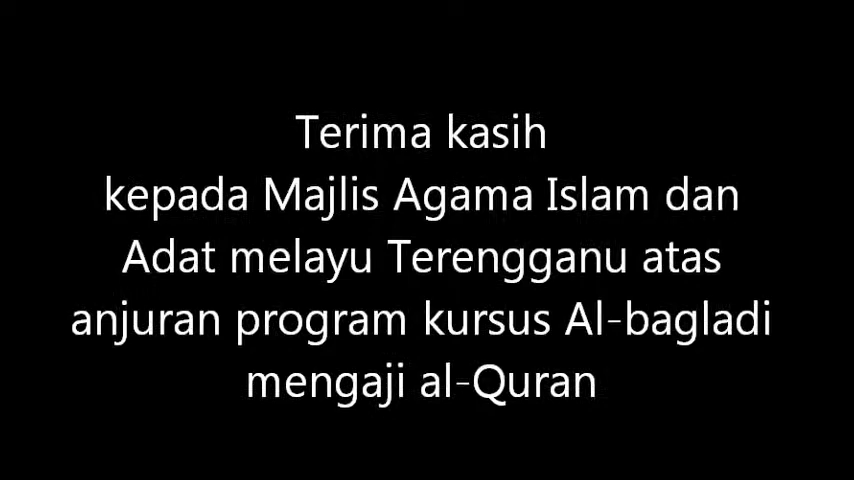 Terima kasih
kepada Majlis Agama Islam dan
Adat melayu Terengganu atas
anjuran program kursus Al-bagladi
mengaji al-Quran